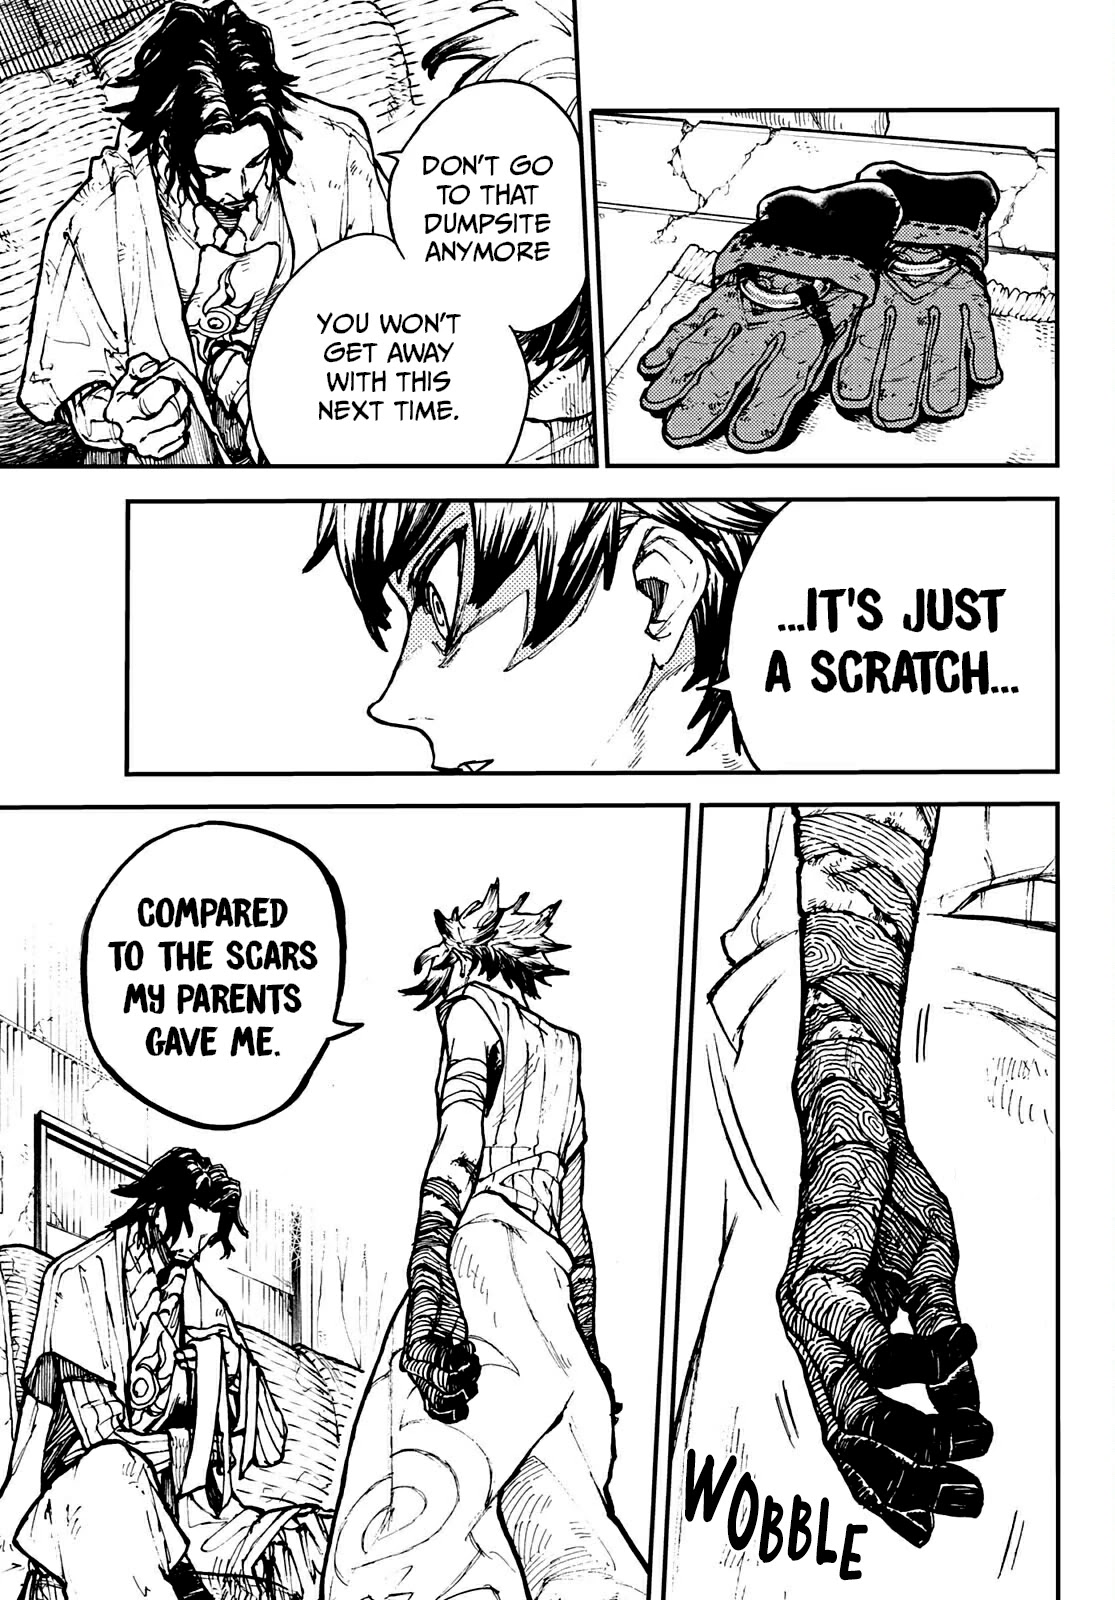 DON'T GO
TO THAT
DUMPSITE
ANYMORE
YOU WON'T
GET AWAY
WITH THIS
NEXT TIME.
...IT'S JUST
A SCRATCH...
WOBBLE
COMPARED
TO THE SCARS
MY PARENTS
GAVE ME.